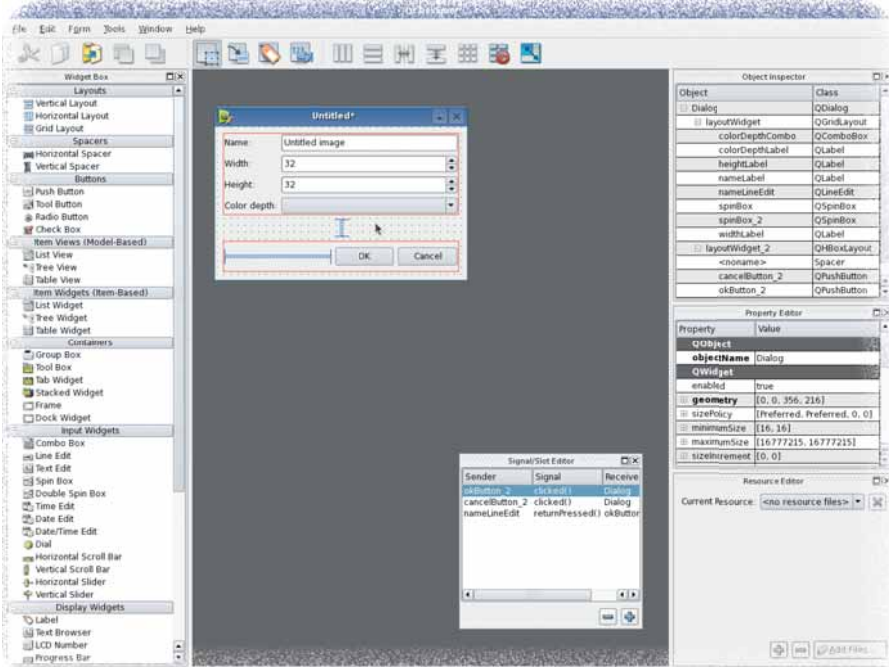 File Edit Form Tools Window Help
Widget Box
Layouts
Vertical Layout
Horizontal Layout
Grid Layout
Spacers
Horizontal Spacer
Vertical Spacer
Buttons
Push Button
Tool Button
Radio Button
Check Box
Item Views (Model-Based)
List View
Tree View
Table View
Item Widgets (Item-Based)
List Widget
Tree Widget
Table Widget
Containers
Group Box
Tool Box
Tab Widget
Stacked Widget
Frame
Dock Widget
Input Widgets
Combo Box
Line Edit
Text Edit
Spin Box
Double Spin Box
Time Edit
Date Edit
Date/Time Edit
Dial
Horizontal Scroll Bar
Vertical Scroll Bar
Horizontal Slider
Vertical Slider
Display Widgets
Label
Text Browser
LCD Number
Progress Bar
Untitled*
Name: Untitled image
Width: 32
Height: 32
Color depth:
OK Cancel
Signal/Slot Editor
Sender Signal Receive
okButton_2 clicked() Dialog
cancelButton_2 clicked() Dialog
nameLineEdit returnPressed() okButton
Object Inspector
Object Class
Dialog QDialog
layoutWidget QGridLayout
colorDepthCombo QComboBox
colorDepthLabel QLabel
heightLabel QLabel
nameLabel QLabel
nameLineEdit QLineEdit
spinBox QSpinBox
spinBox_2 QSpinBox
widthLabel QLabel
layoutWidget_2 QHBoxLayout
<noname> Spacer
cancelButton_2 QPushButton
okButton_2 QPushButton
Property Editor
Property Value
QObject
objectName Dialog
QWidget
enabled true
geometry [0, 0, 356, 216]
sizePolicy [Preferred, Preferred, 0, 0]
minimumSize [16, 16]
maximumSize [16777215, 16777215]
sizeIncrement [0, 0]
Resource Editor
Current Resource: <no resource files>
Add Files...